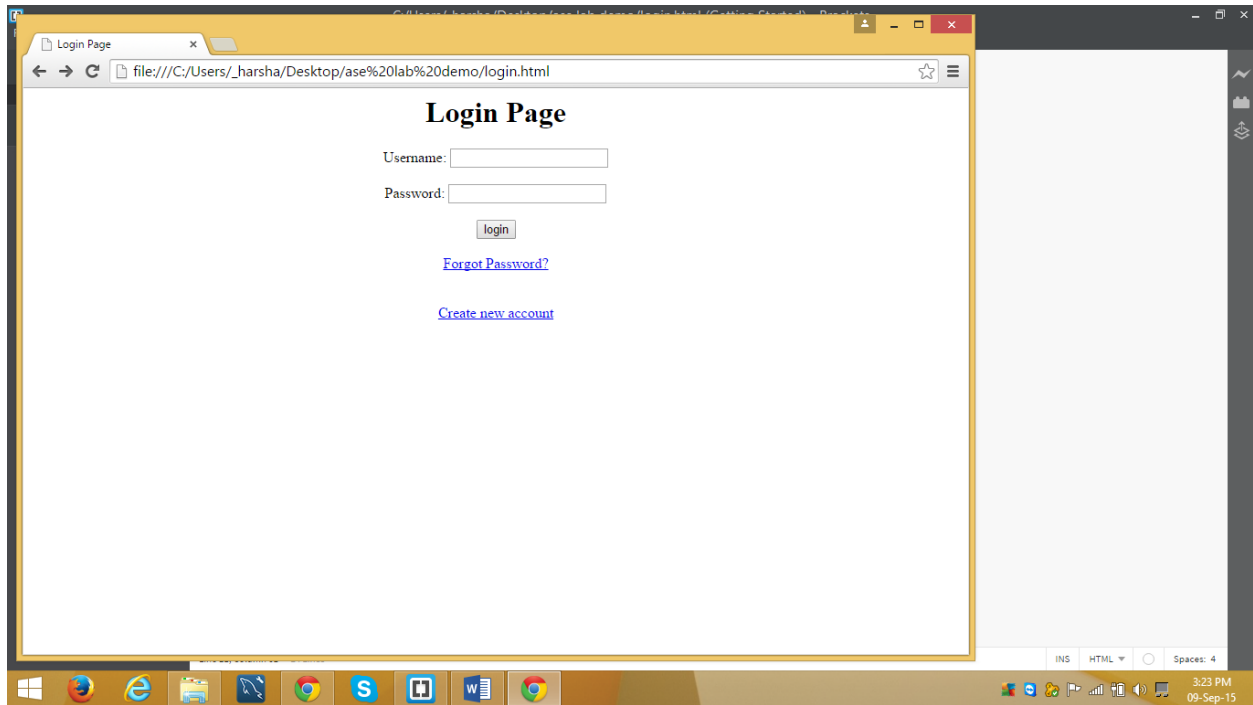 Login Page
file:///C:/Users/_harsha/Desktop/ase%20lab%20demo/login.html
Login Page
Username:
Password:
login
Forgot Password?
Create new account
INS HTML Spaces: 4
3:23 PM
09-Sep-15